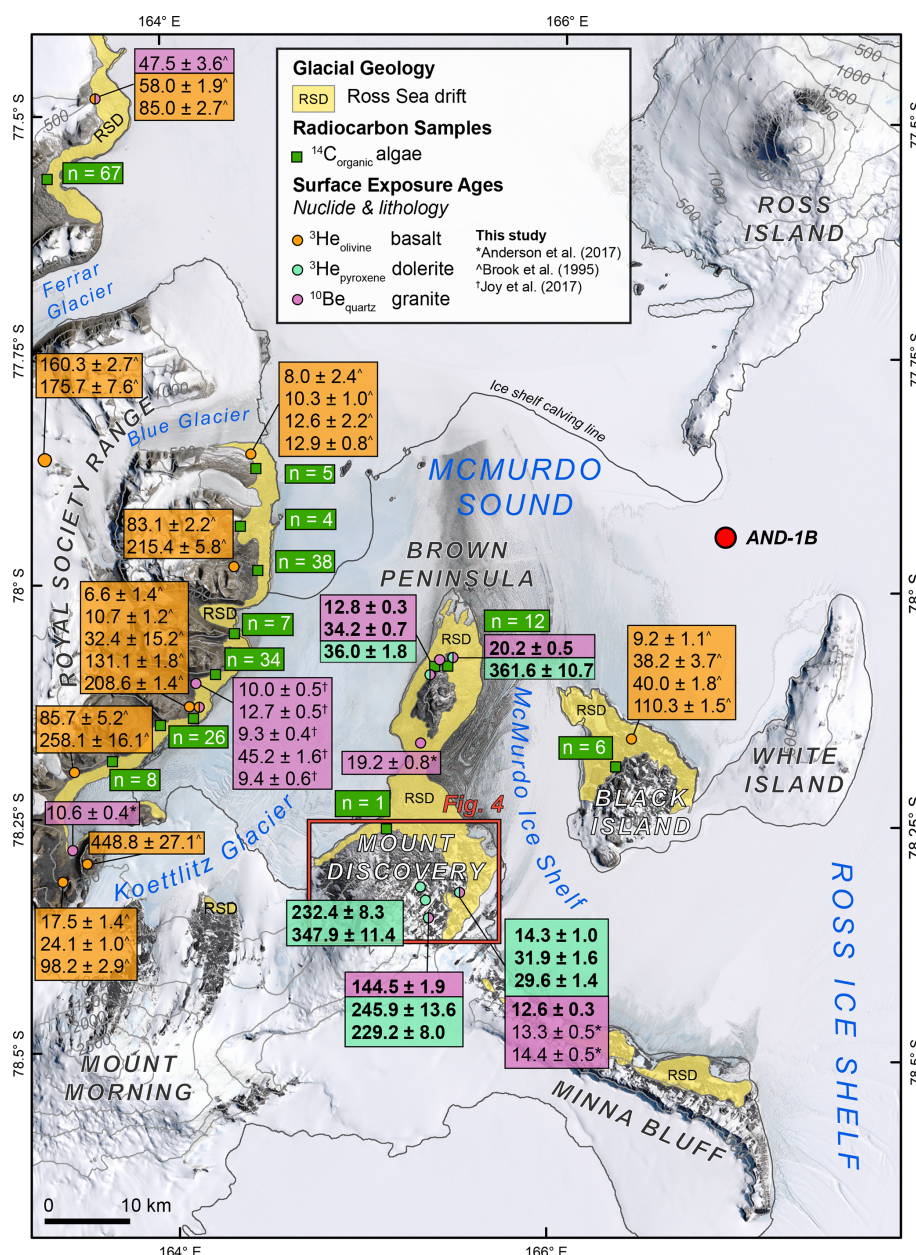 164° E
166° E
47.5 ± 3.6^
58.0 ± 1.9^
85.0 ± 2.7^
500
RSD
77.5° S
77.5° S
n = 67
Glacial Geology
RSD Ross Sea drift
Radiocarbon Samples
14Corganic algae
Surface Exposure Ages
Nuclide & lithology
3Heolivine basalt
3Hepyroxene dolerite
10Bequartz granite
This study
*Anderson et al. (2017)
^Brook et al. (1995)
†Joy et al. (2017)
500
1000
1500
1000
500
500
ROSS
ISLAND
Ferrar
Glacier
77.75° S
77.75° S
160.3 ± 2.7^
175.7 ± 7.6^
8.0 ± 2.4^
10.3 ± 1.0^
12.6 ± 2.2^
12.9 ± 0.8^
Blue Glacier
ROYAL SOCIETY RANGE
Ice shelf calving line
MCMURDO
SOUND
n = 5
n = 4
n = 38
83.1 ± 2.2^
215.4 ± 5.8^
AND-1B
BROWN
PENINSULA
78° S
78° S
6.6 ± 1.4^
10.7 ± 1.2^
32.4 ± 15.2^
131.1 ± 1.8^
208.6 ± 1.4^
RSD
n = 7
n = 34
12.8 ± 0.3
34.2 ± 0.7
36.0 ± 1.8
RSD
n = 12
20.2 ± 0.5
361.6 ± 10.7
9.2 ± 1.1^
38.2 ± 3.7^
40.0 ± 1.8^
110.3 ± 1.5^
10.0 ± 0.5†
12.7 ± 0.5†
9.3 ± 0.4†
45.2 ± 1.6†
9.4 ± 0.6†
85.7 ± 5.2^
258.1 ± 16.1^
n = 26
n = 8
19.2 ± 0.8*
RSD
n = 1
Fig. 4
McMurdo Ice Shelf
RSD
n = 6
BLACK
ISLAND
500
WHITE
ISLAND
78.25° S
78.25° S
10.6 ± 0.4*
448.8 ± 27.1^
Koettlitz Glacier
MOUNT
DISCOVERY
RSD
17.5 ± 1.4^
24.1 ± 1.0^
98.2 ± 2.9^
232.4 ± 8.3
347.9 ± 11.4
144.5 ± 1.9
245.9 ± 13.6
229.2 ± 8.0
14.3 ± 1.0
31.9 ± 1.6
29.6 ± 1.4
12.6 ± 0.3
13.3 ± 0.5*
14.4 ± 0.5*
ROSS ICE SHELF
78.5° S
78.5° S
MOUNT
MORNING
RSD
MINNA BLUFF
0 10 km
164° E
166° E